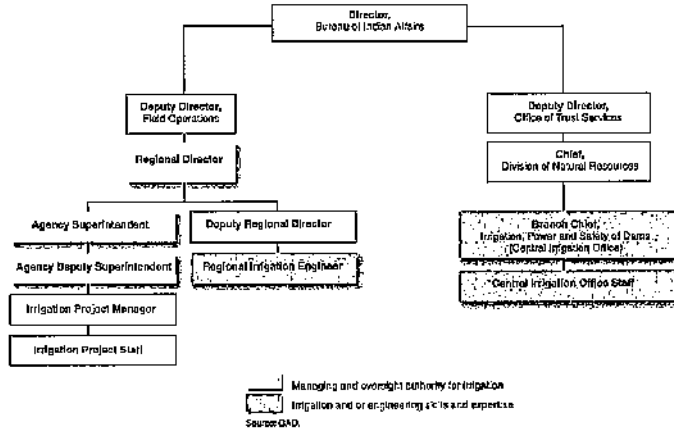 Director,
Bureau of Indian Affairs
Deputy Director,
Field Operations
Deputy Director,
Office of Trust Services
Regional Director
Chief,
Division of Natural Resources
Agency Superintendent
Deputy Regional Director
Branch Chief,
Irrigation, Power and Safety of Dams
(Central Irrigation Office)
Agency Deputy Superintendent
Regional Irrigation Engineer
Central Irrigation Office Staff
Irrigation Project Manager
Irrigation Project Staff
Managing and oversight authority for irrigation
Irrigation and or engineering skills and expertise
Source: GAO.